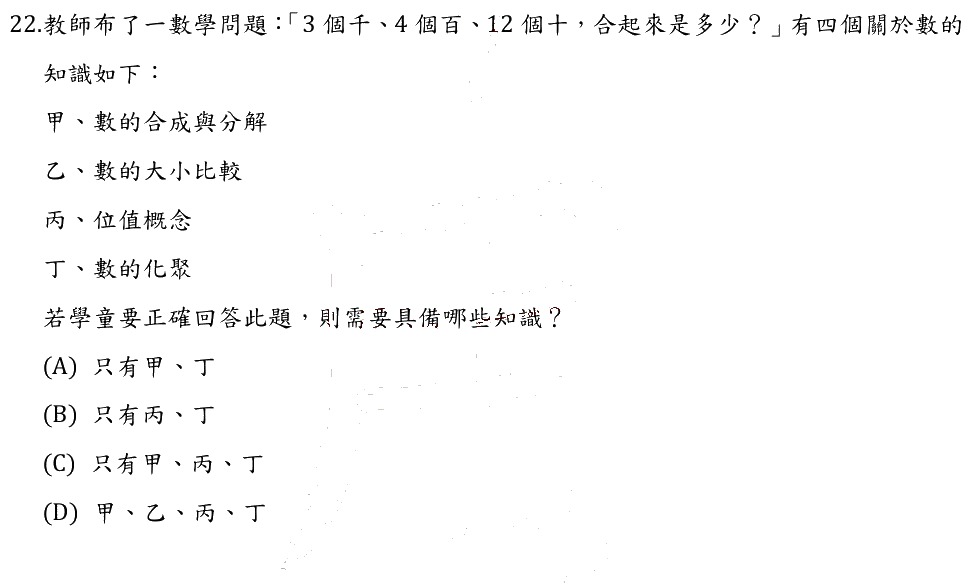 22.教師布了一數學問題：「3 個千、4 個百、12 個十，合起來是多少？」有四個關於數的
知識如下：
甲、數的合成與分解
乙、數的大小比較
丙、位值概念
丁、數的化聚
若學童要正確回答此題，則需要具備哪些知識？
(A) 只有甲、丁
(B) 只有丙、丁
(C) 只有甲、丙、丁
(D) 甲、乙、丙、丁